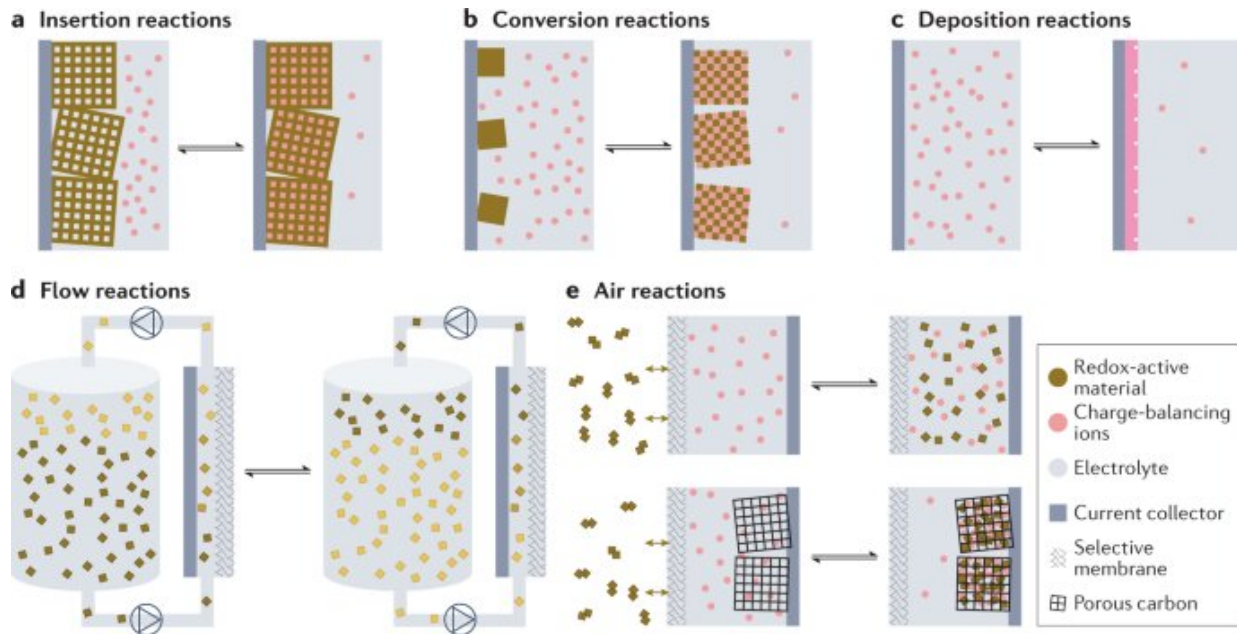 a Insertion reactions
b Conversion reactions
c Deposition reactions
d Flow reactions
e Air reactions
Redox-active
material
Charge-balancing
ions
Electrolyte
Current collector
Selective
membrane
Porous carbon